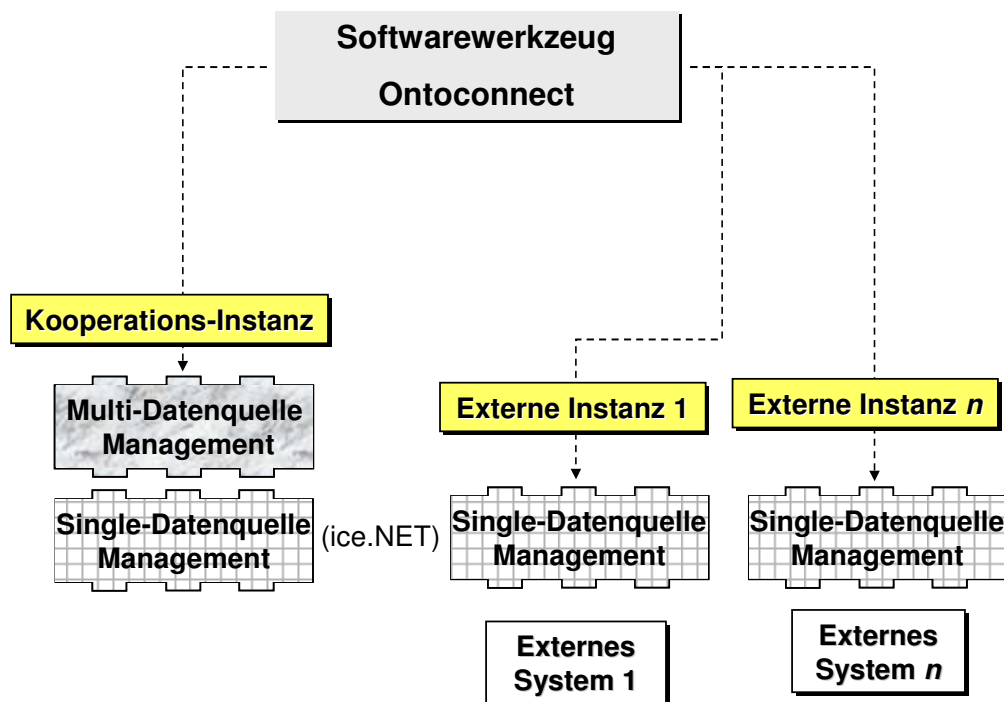 Softwarewerkzeug
Ontoconnect
Kooperations-Instanz
Multi-Datenquelle
Management
Single-Datenquelle
Management
(ice.NET)
Externe Instanz 1
Single-Datenquelle
Management
Externes
System 1
Externe Instanz n
Single-Datenquelle
Management
Externes
System n